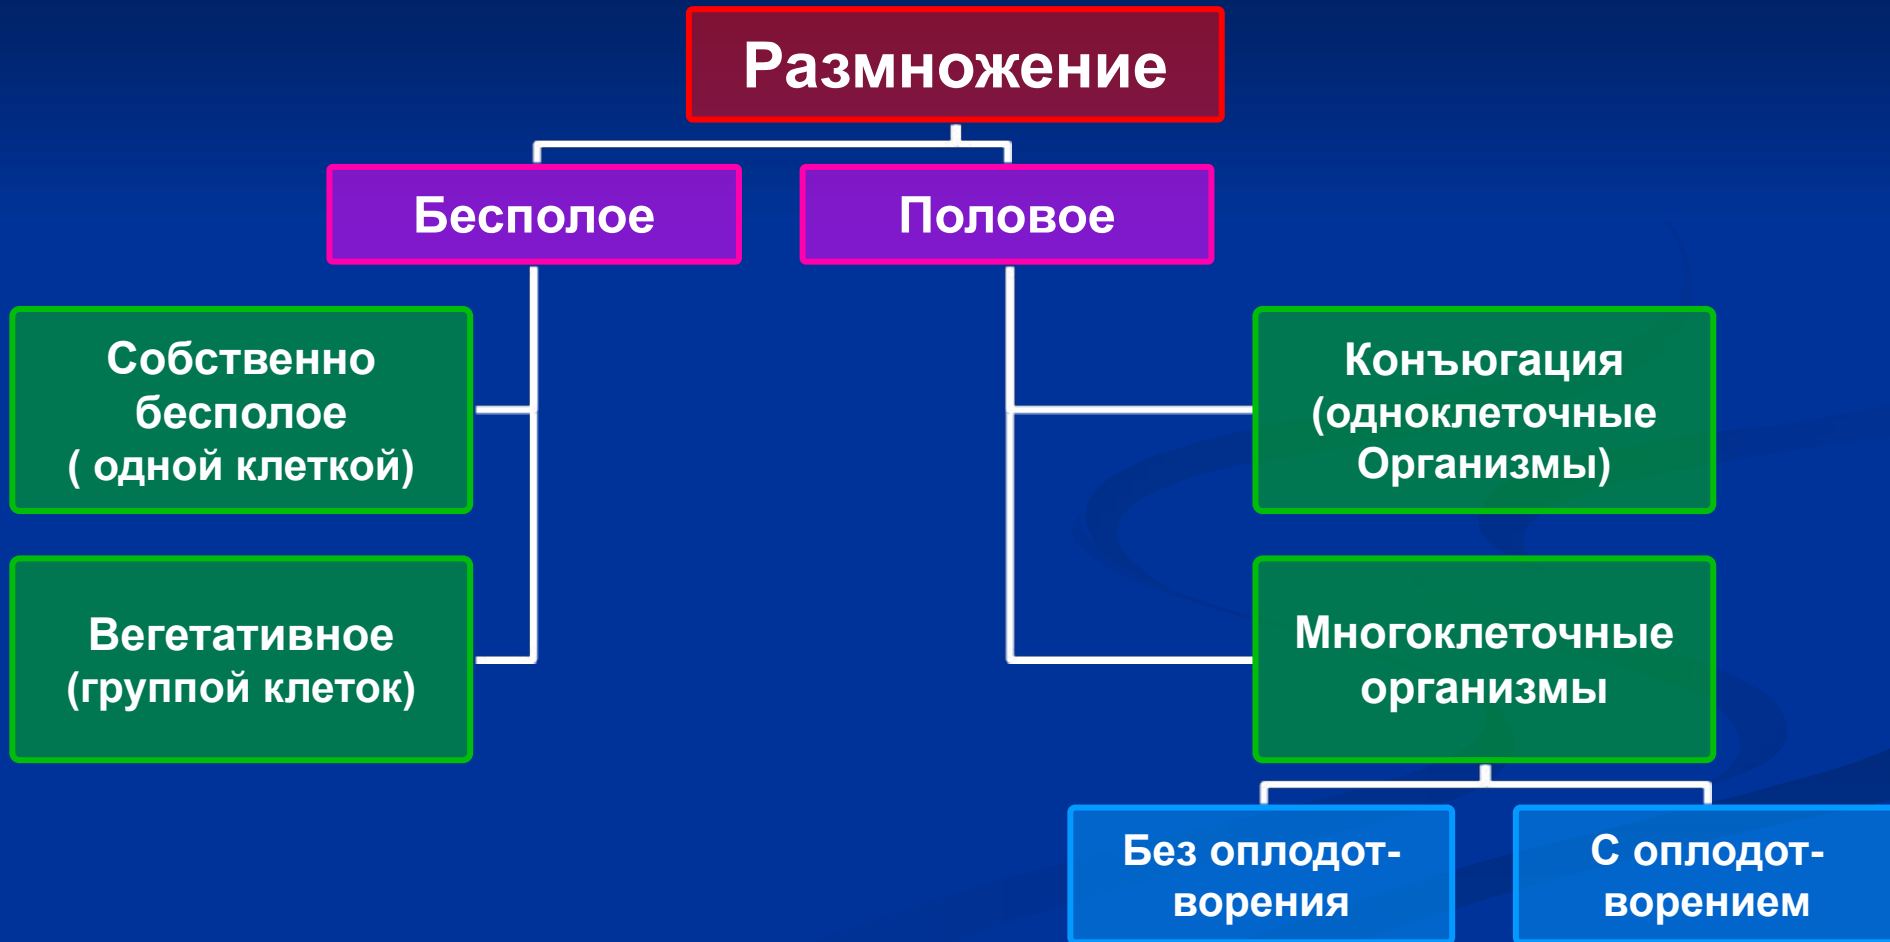 Размножение
Бесполое
Половое
Собственно
бесполое
( одной клеткой)
Конъюгация
(одноклеточные
Организмы)
Вегетативное
(группой клеток)
Многоклеточные
организмы
Без оплодот-
ворения
С оплодот-
ворением